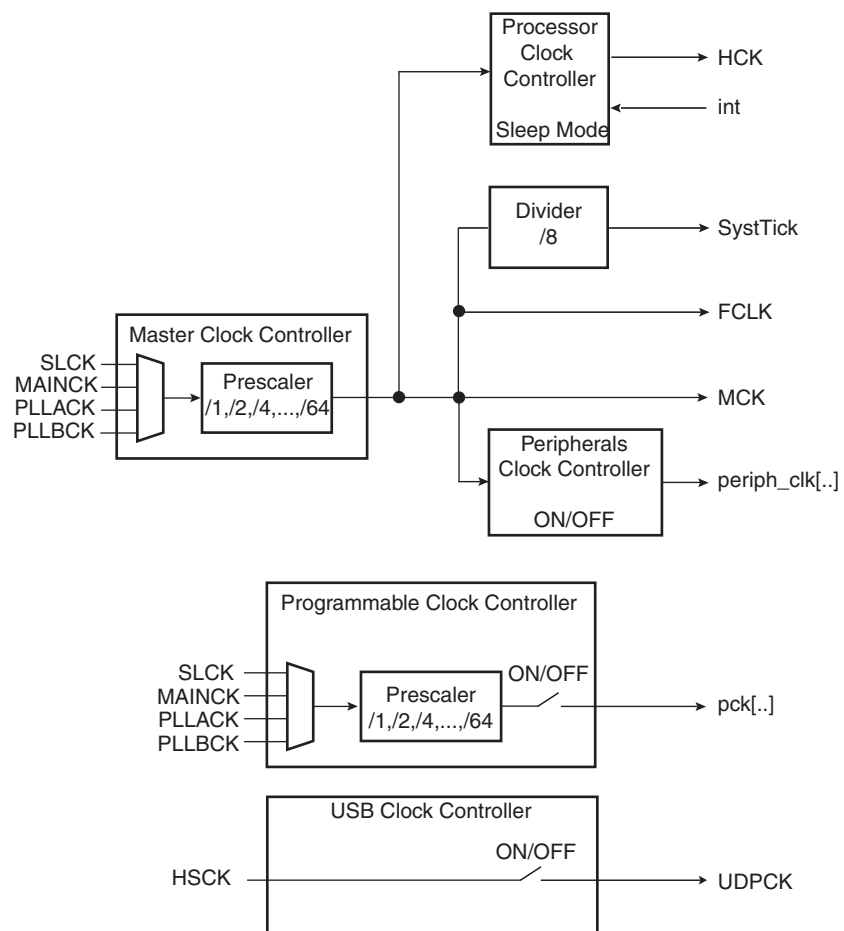 Processor
Clock
Controller
Sleep Mode
HCK
int
Divider
/8
SystTick
FCLK
Master Clock Controller
SLCK
MAINCK
PLLACK
PLLBCK
Prescaler
/1,/2,/4,...,/64
MCK
Peripherals
Clock Controller
ON/OFF
periph_clk[..]
Programmable Clock Controller
SLCK
MAINCK
PLLACK
PLLBCK
Prescaler
/1,/2,/4,...,/64
ON/OFF
pck[..]
USB Clock Controller
HSCK
ON/OFF
UDPCK